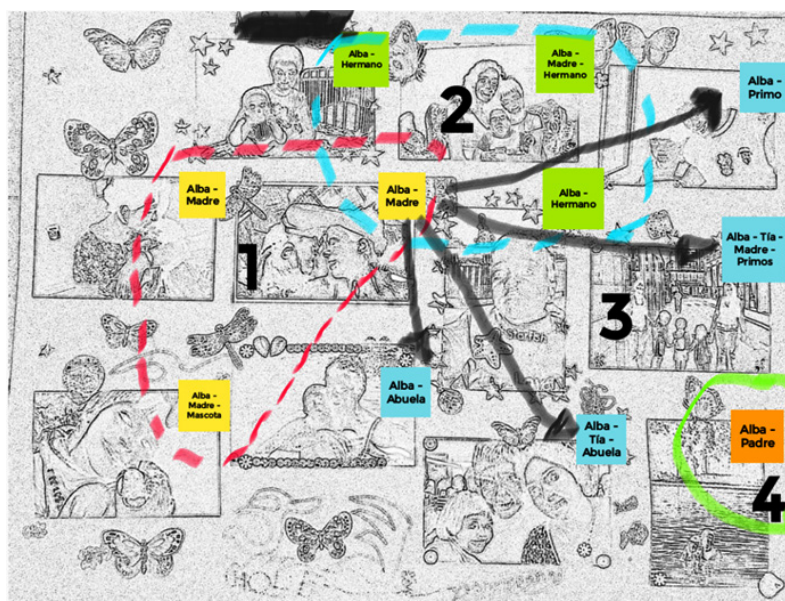 Alba -
Hermano
Alba -
Madre -
Hermano
Alba -
Primo
2
Alba -
Madre
Alba -
Madre
Alba -
Hermano
Alba - Tía -
Madre -
Primos
1
3
Alba -
Madre -
Mascota
Alba -
Abuela
Alba -
Tía -
Abuela
Alba -
Padre
4